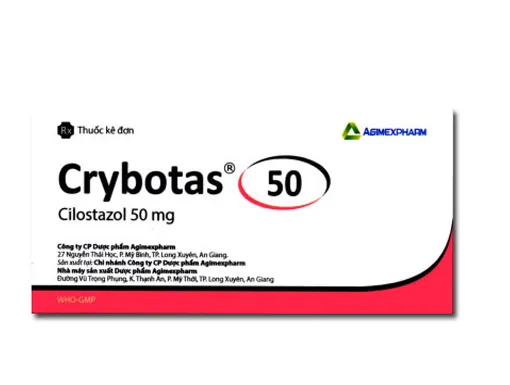 Rx Thuốc kê đơn
AGIMEXPHARM
Crybotas® 50
Cilostazol 50 mg
Công ty CP Dược phẩm Agimexpharm
27 Nguyễn Thái Học, P. Mỹ Bình, TP. Long Xuyên, An Giang.
Sản xuất tại: Chi nhánh Công ty CP Dược phẩm Agimexpharm
Nhà máy sản xuất Dược phẩm Agimexpharm
Đường Vũ Trọng Phụng, K. Thạnh An, P. Mỹ Thới, TP. Long Xuyên, An Giang
WHO-GMP